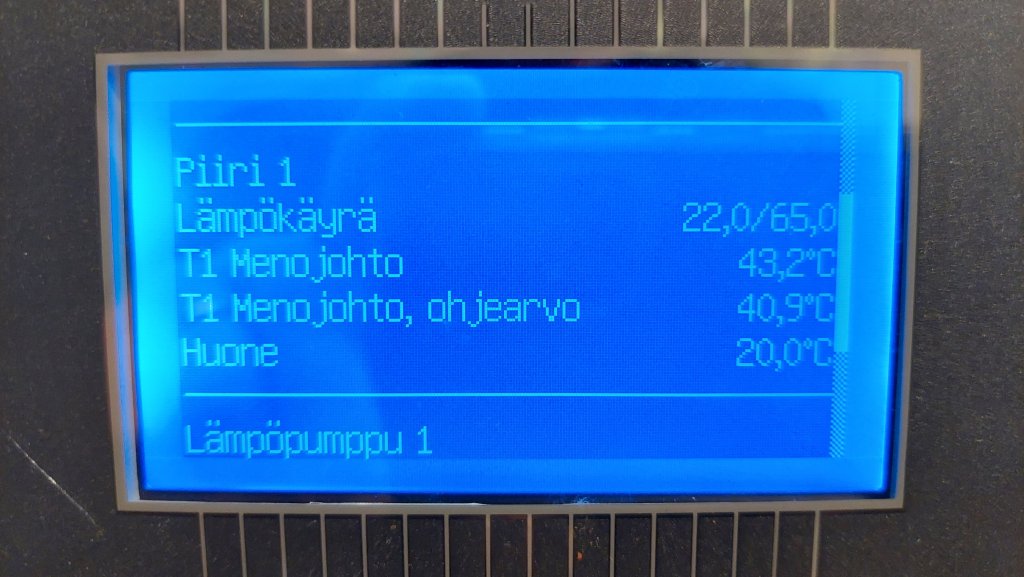 Piiri 1
Lämpökäyrä 22,0/65,0
T1 Menojohto 43,2°C
T1 Menojohto, ohjearvo 40,9°C
Huone 20,0°C
Lämpöpumppu 1